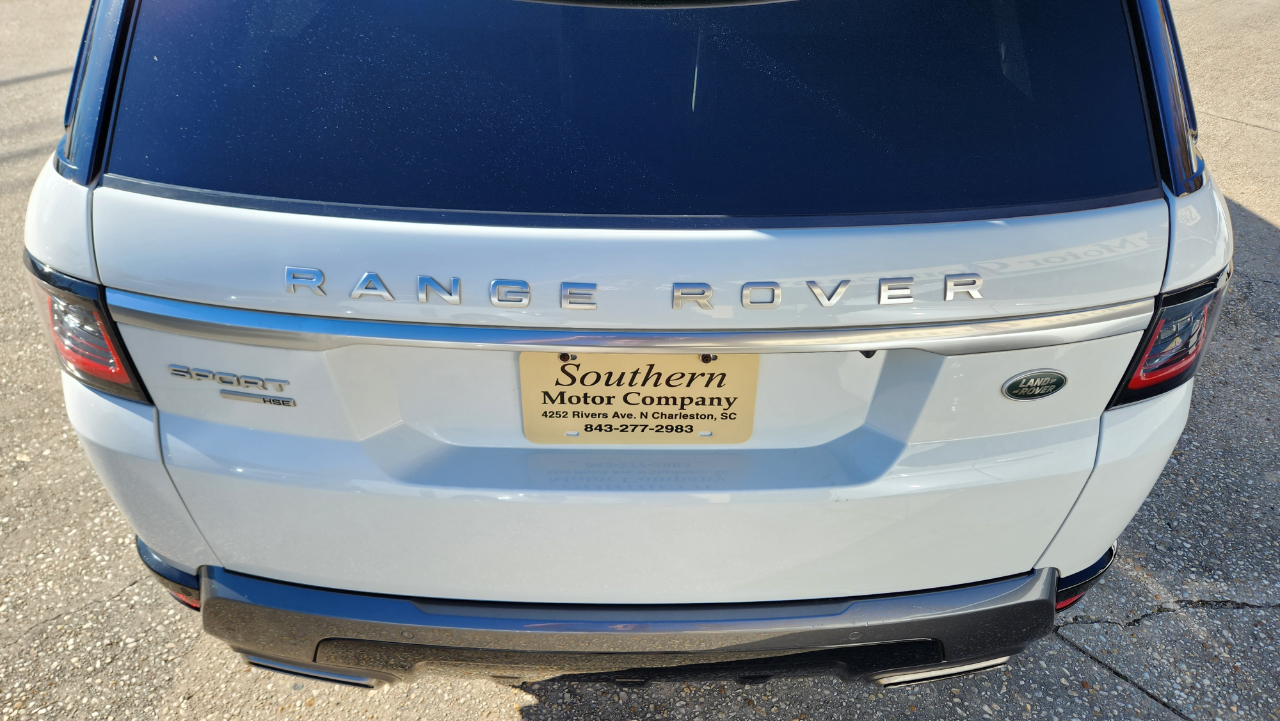 RANGE ROVER
SPORT
HSE
Southern
Motor Company
4252 Rivers Ave. N Charleston, SC
843-277-2983
LAND
ROVER